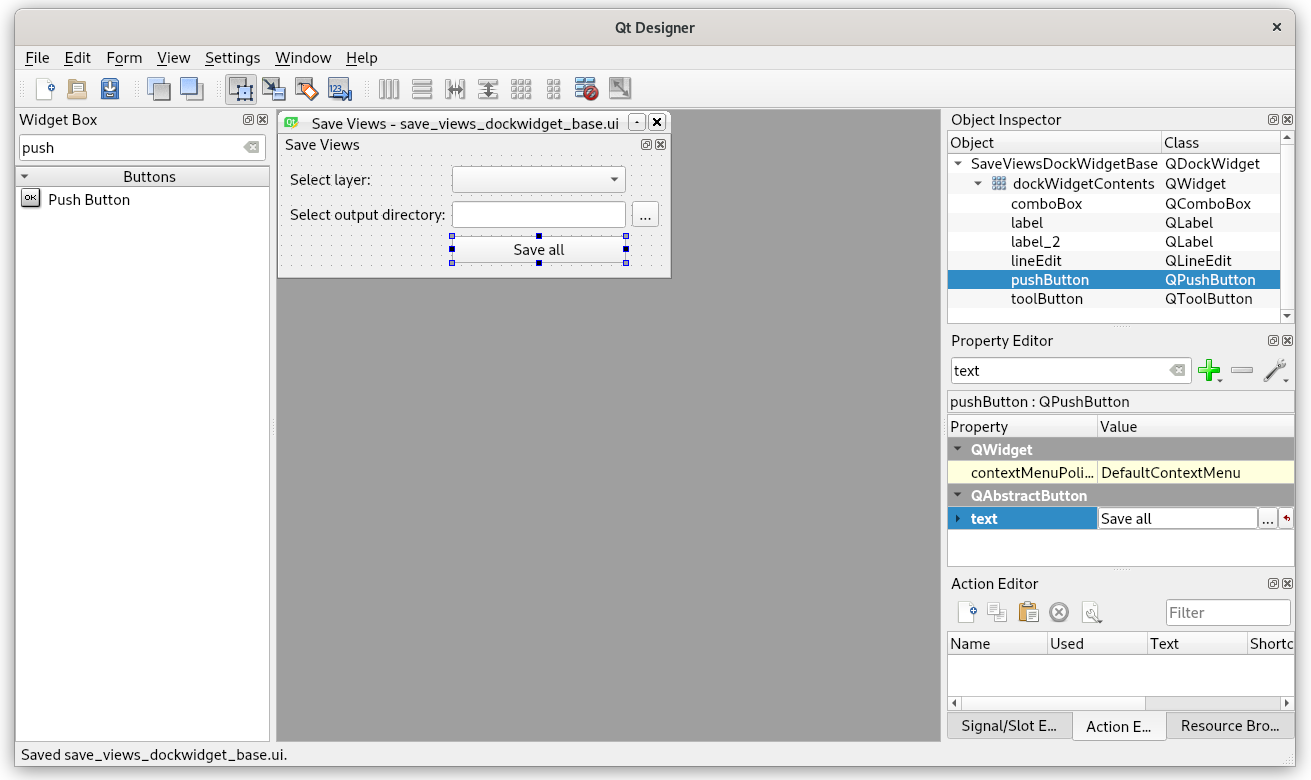 Qt Designer
File Edit Form View Settings Window Help
123
Widget Box
push
Buttons
OK Push Button
Qt Save Views - save_views_dockwidget_base.ui
Save Views
Select layer:
Select output directory: ...
Save all
Object Inspector
Object Class
SaveViewsDockWidgetBase QDockWidget
dockWidgetContents QWidget
comboBox QComboBox
label QLabel
label_2 QLabel
lineEdit QLineEdit
pushButton QPushButton
toolButton QToolButton
Property Editor
text
pushButton : QPushButton
Property Value
QWidget
contextMenuPoli... DefaultContextMenu
QAbstractButton
text Save all ...
Action Editor
Filter
Name Used Text Shortc
Signal/Slot E... Action E... Resource Bro...
Saved save_views_dockwidget_base.ui.